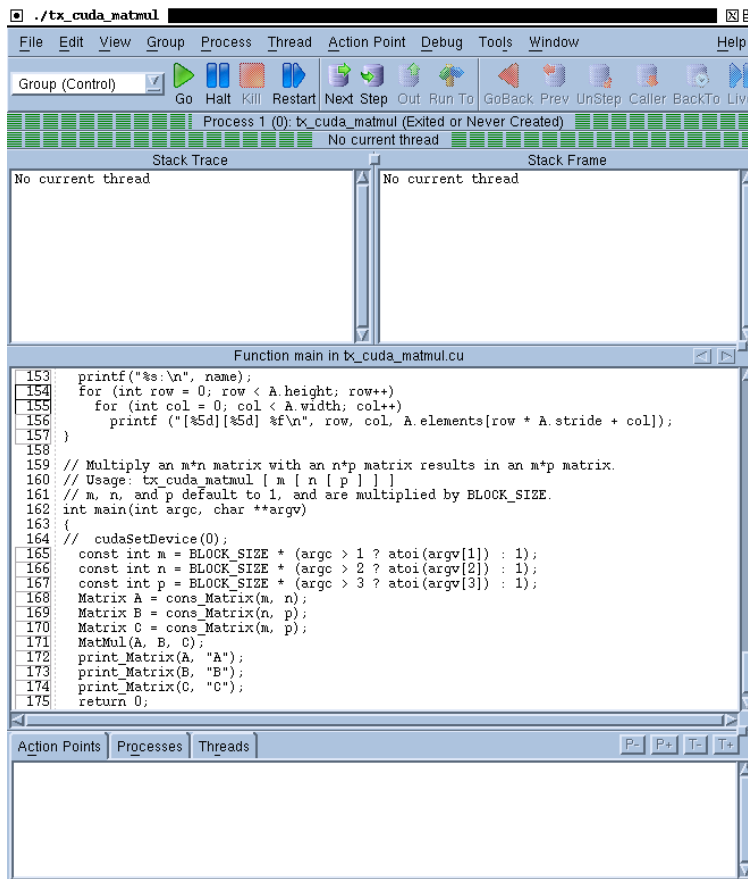 ./tx_cuda_matmul
File Edit View Group Process Thread Action Point Debug Tools Window Help
Group (Control)
Go Halt Kill Restart Next Step Out Run To GoBack Prev UnStep Caller BackTo Liv
Process 1 (0): tx_cuda_matmul (Exited or Never Created)
No current thread
Stack Trace
Stack Frame
No current thread
No current thread
Function main in tx_cuda_matmul.cu
153 printf("%s:\n", name);
154 for (int row = 0; row < A.height; row++)
155 for (int col = 0; col < A.width; col++)
156 printf ("[%5d][%5d] %f\n", row, col, A.elements[row * A.stride + col]);
157 }
158
159 // Multiply an m*n matrix with an n*p matrix results in an m*p matrix.
160 // Usage: tx_cuda_matmul [ m [ n [ p ] ] ]
161 // m, n, and p default to 1, and are multiplied by BLOCK_SIZE.
162 int main(int argc, char **argv)
163 {
164 // cudaSetDevice(0);
165 const int m = BLOCK_SIZE * (argc > 1 ? atoi(argv[1]) : 1);
166 const int n = BLOCK_SIZE * (argc > 2 ? atoi(argv[2]) : 1);
167 const int p = BLOCK_SIZE * (argc > 3 ? atoi(argv[3]) : 1);
168 Matrix A = cons_Matrix(m, n);
169 Matrix B = cons_Matrix(n, p);
170 Matrix C = cons_Matrix(m, p);
171 MatMul(A, B, C);
172 print_Matrix(A, "A");
173 print_Matrix(B, "B");
174 print_Matrix(C, "C");
175 return 0;
Action Points Processes Threads P- P+ T- T+